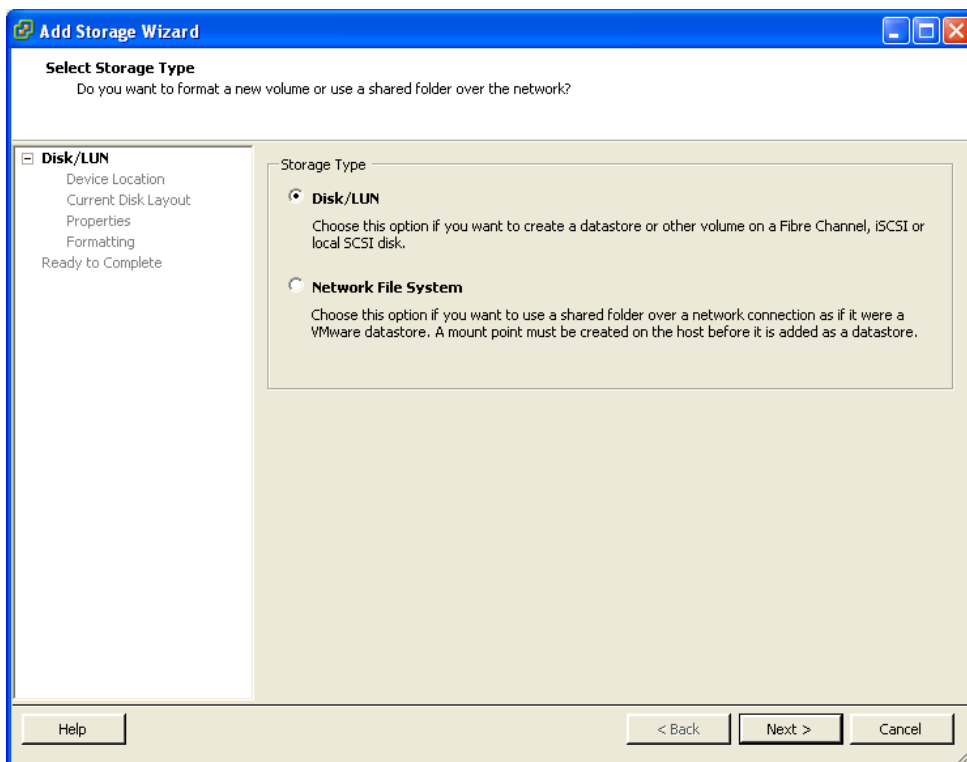 Add Storage Wizard
Select Storage Type
Do you want to format a new volume or use a shared folder over the network?
Disk/LUN
Device Location
Current Disk Layout
Properties
Formatting
Ready to Complete
Storage Type
Disk/LUN
Choose this option if you want to create a datastore or other volume on a Fibre Channel, iSCSI or
local SCSI disk.
Network File System
Choose this option if you want to use a shared folder over a network connection as if it were a
VMware datastore. A mount point must be created on the host before it is added as a datastore.
Help
< Back
Next >
Cancel